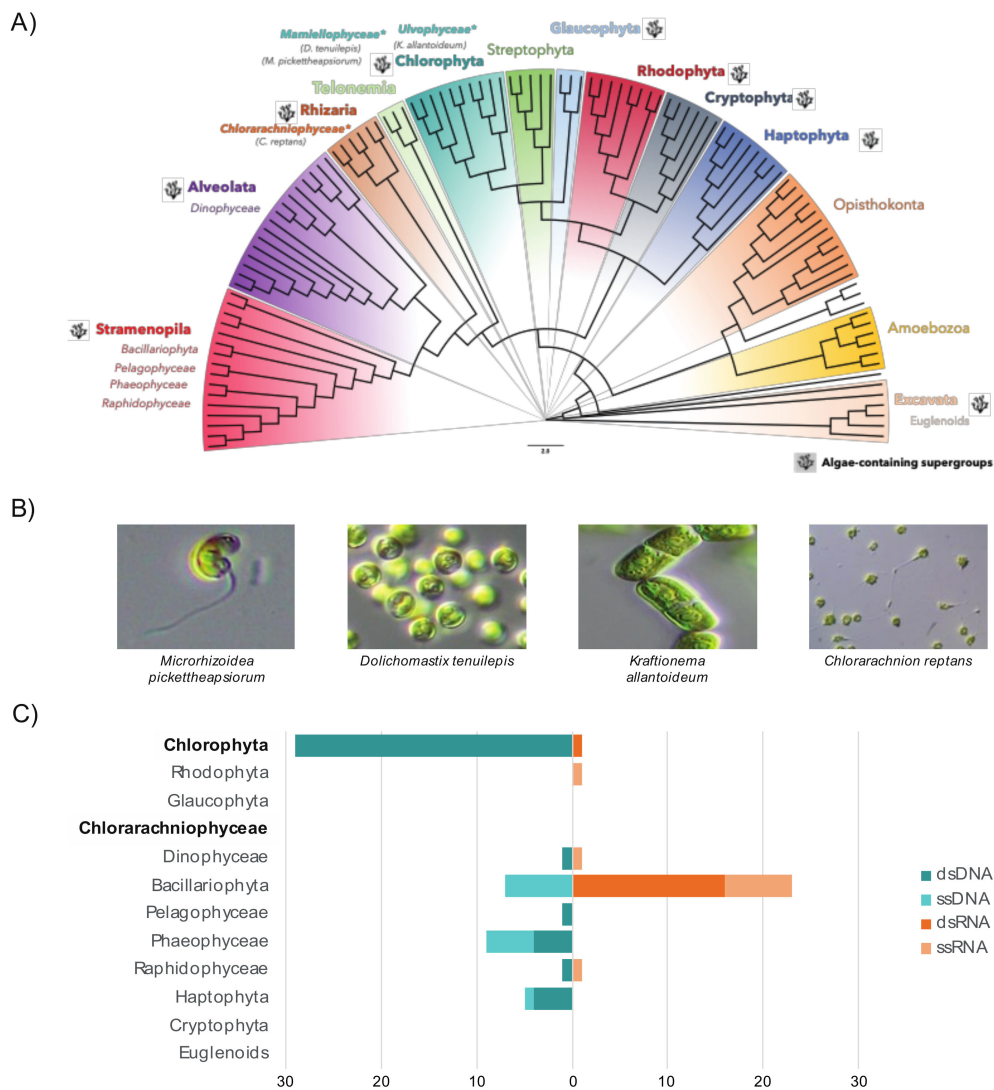 A)
Mamiellophyceae*
(D. tenuilepis)
(M. pickettheapsiorum)
Ulvophyceae*
(K. allantoideum)
Chlorophyta
Streptophyta
Glaucophyta
Rhodophyta
Cryptophyta
Haptophyta
Telonemia
Rhizaria
Chlorarachniophyceae*
(C. reptans)
Alveolata
Dinophyceae
Opisthokonta
Stramenopila
Bacillariophyta
Pelagophyceae
Phaeophyceae
Raphidophyceae
Amoebozoa
Excavata
Euglenoids
2.0
Algae-containing supergroups
B)
Microrhizoidea
pickettheapsiorum
Dolichomastix tenuilepis
Kraftionema
allantoideum
Chlorarachnion reptans
C)
Chlorophyta
Rhodophyta
Glaucophyta
Chlorarachniophyceae
Dinophyceae
Bacillariophyta
Pelagophyceae
Phaeophyceae
Raphidophyceae
Haptophyta
Cryptophyta
Euglenoids
30 20 10 0 10 20 30
dsDNA
ssDNA
dsRNA
ssRNA